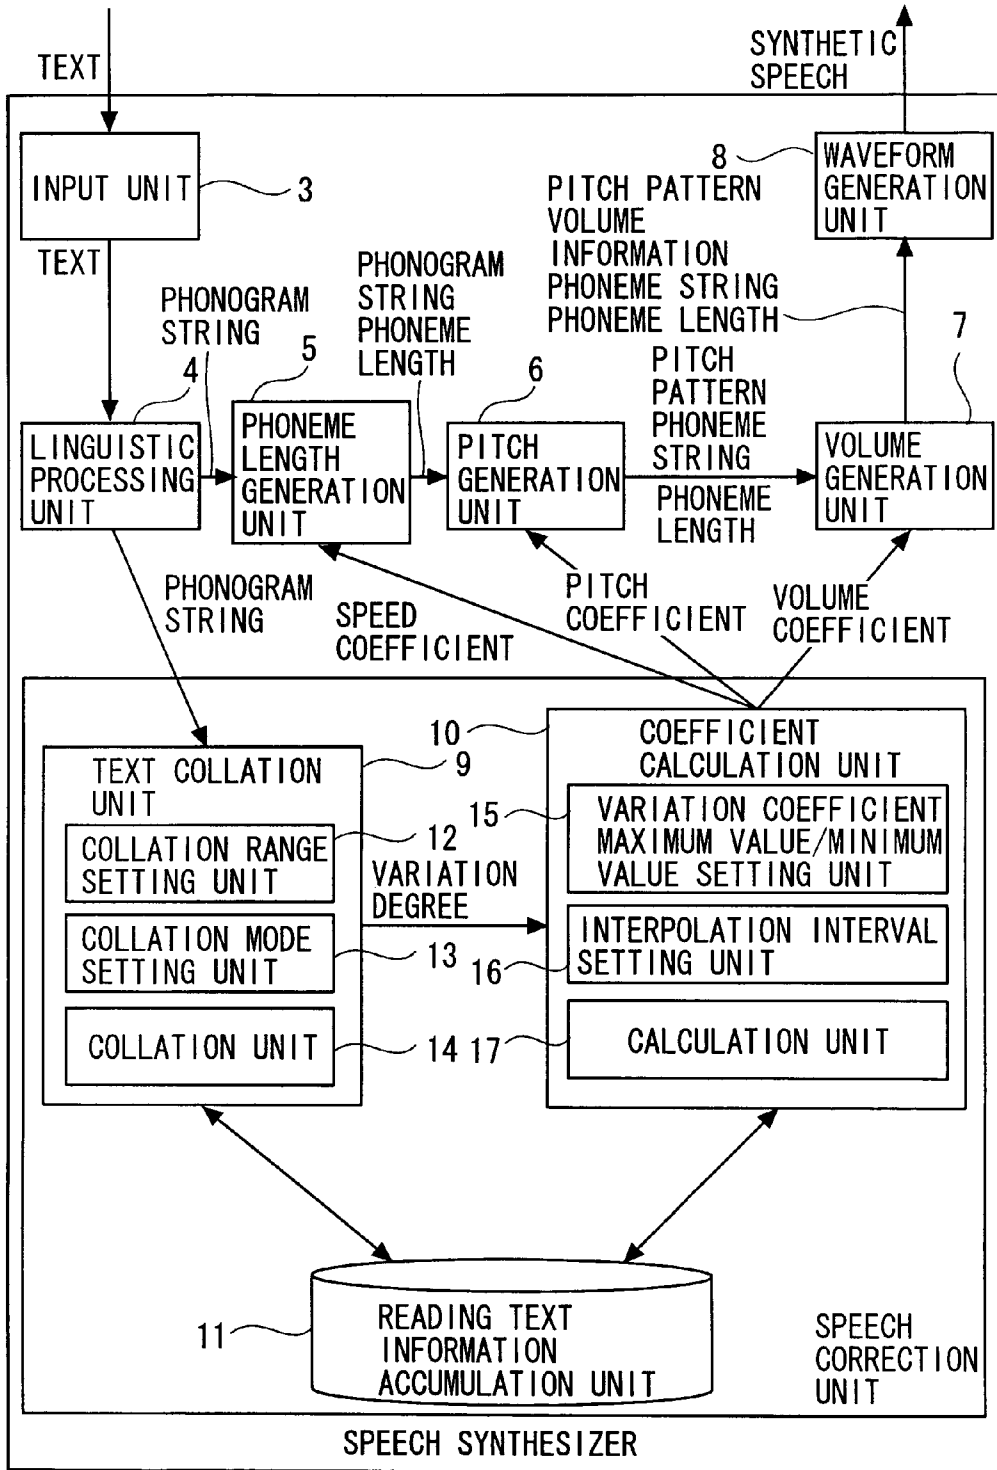 TEXT
SYNTHETIC
SPEECH
INPUT UNIT
3
8
WAVEFORM
GENERATION
UNIT
TEXT
PITCH PATTERN
VOLUME
INFORMATION
PHONEME STRING
PHONEME LENGTH
PHONOGRAM
STRING
PHONOGRAM
STRING
PHONEME
LENGTH
4
5
6
7
PITCH
PATTERN
PHONEME
STRING
PHONEME
LENGTH
LINGUISTIC
PROCESSING
UNIT
PHONEME
LENGTH
GENERATION
UNIT
PITCH
GENERATION
UNIT
VOLUME
GENERATION
UNIT
PHONOGRAM
STRING
SPEED
COEFFICIENT
PITCH
COEFFICIENT
VOLUME
COEFFICIENT
TEXT COLLATION
UNIT
9
COLLATION RANGE
SETTING UNIT
12
COLLATION MODE
SETTING UNIT
13
COLLATION UNIT
14
VARIATION
DEGREE
10
COEFFICIENT
CALCULATION UNIT
15
VARIATION COEFFICIENT
MAXIMUM VALUE/MINIMUM
VALUE SETTING UNIT
16
INTERPOLATION INTERVAL
SETTING UNIT
17
CALCULATION UNIT
11
READING TEXT
INFORMATION
ACCUMULATION UNIT
SPEECH
CORRECTION
UNIT
SPEECH SYNTHESIZER